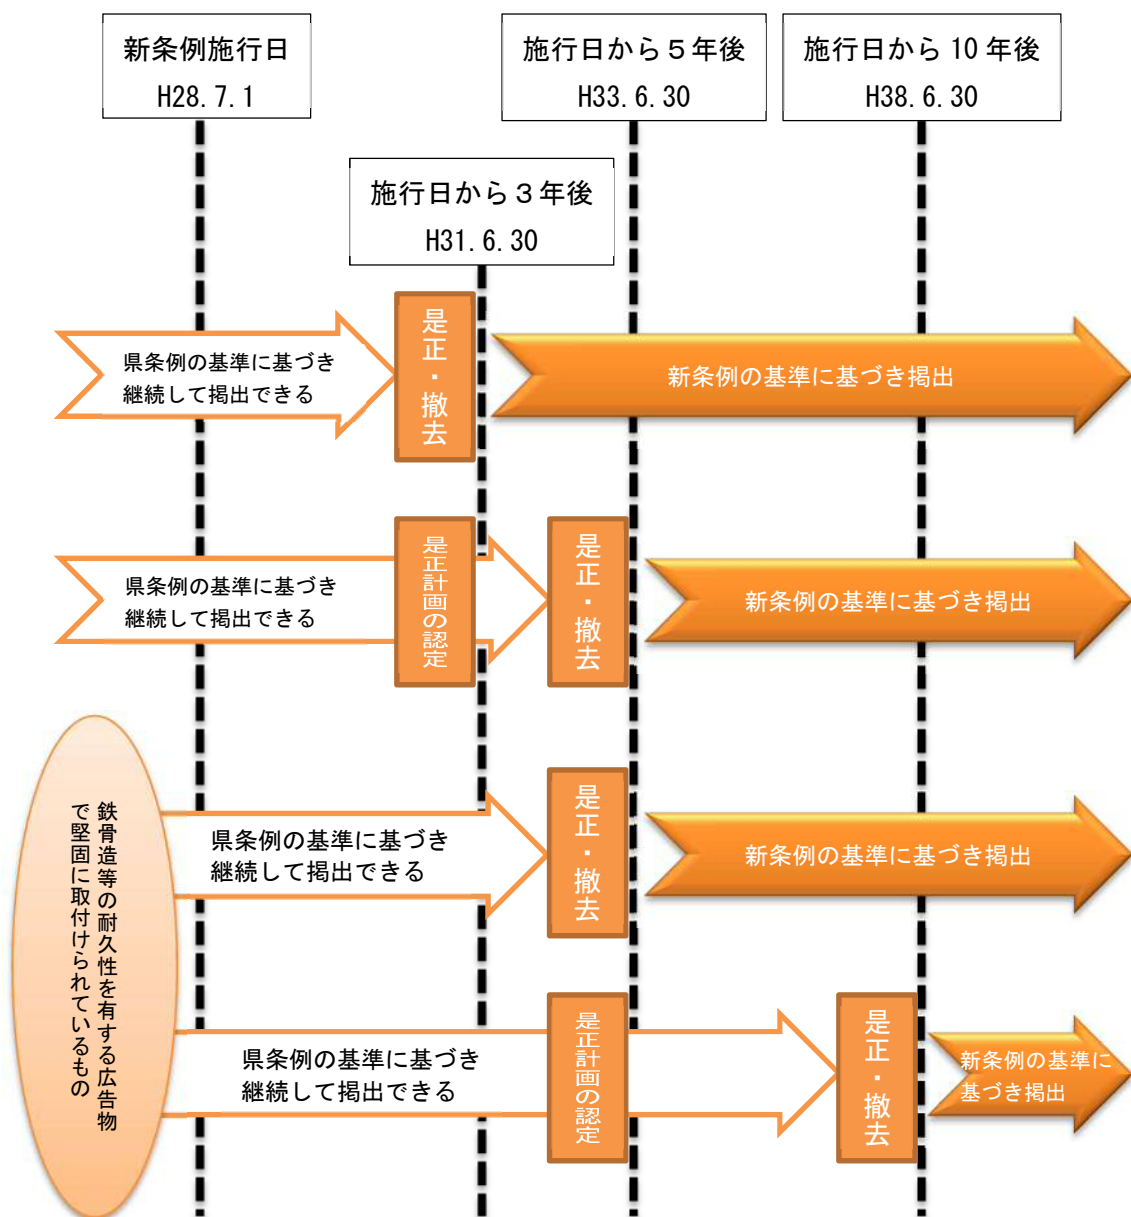 新条例施行日
H28.7.1
施行日から５年後
H33.6.30
施行日から 10 年後
H38.6.30
施行日から３年後
H31.6.30
県条例の基準に基づき
継続して掲出できる
是正・撤去
新条例の基準に基づき掲出
県条例の基準に基づき
継続して掲出できる
是正計画の認定
是正・撤去
新条例の基準に基づき掲出
鉄骨造等の耐久性を有する広告物
で堅固に取付けられているもの
県条例の基準に基づき
継続して掲出できる
是正・撤去
新条例の基準に基づき掲出
県条例の基準に基づき
継続して掲出できる
是正計画の認定
是正・撤去
新条例の基準に
基づき掲出